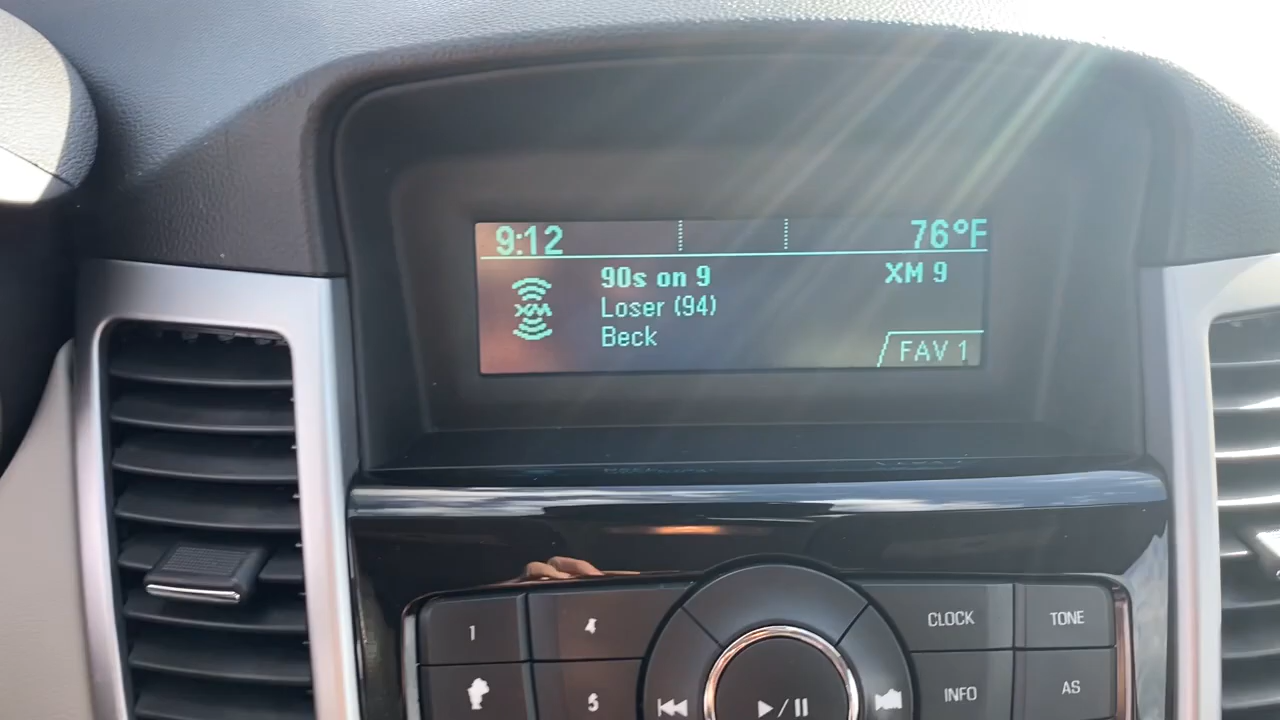 9:12 76°F
90s on 9 XM 9
XM Loser (94)
Beck
FAV 1
1 4 CLOCK TONE
5 INFO AS